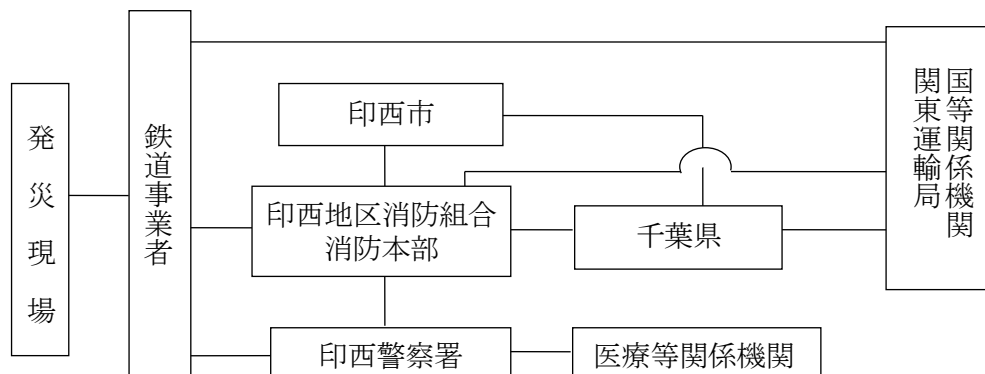 発災現場
鉄道事業者
印西市
印西地区消防組合
消防本部
印西警察署
千葉県
医療等関係機関
国等関係機関
関東運輸局